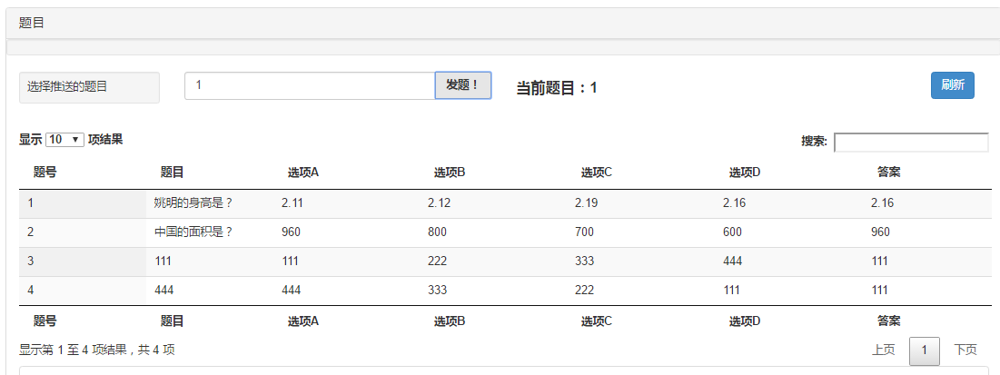 题目
选择推送的题目 1 发题！ 当前题目：1 刷新
显示 10 项结果 搜索:
题号 题目 选项A 选项B 选项C 选项D 答案
1 姚明的身高是？ 2.11 2.12 2.19 2.16 2.16
2 中国的面积是？ 960 800 700 600 960
3 111 111 222 333 444 111
4 444 444 333 222 111 111
题号 题目 选项A 选项B 选项C 选项D 答案
显示第 1 至 4 项结果，共 4 项 上页 1 下页